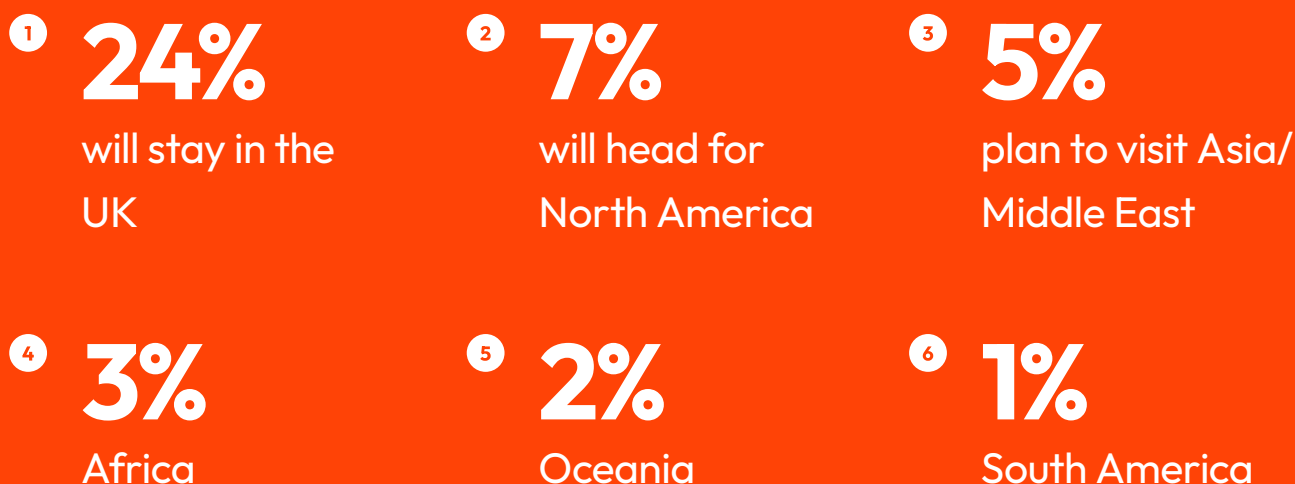 1
24%
will stay in the
UK
2
7%
will head for
North America
3
5%
plan to visit Asia/
Middle East
4
3%
Africa
5
2%
Oceania
6
1%
South America